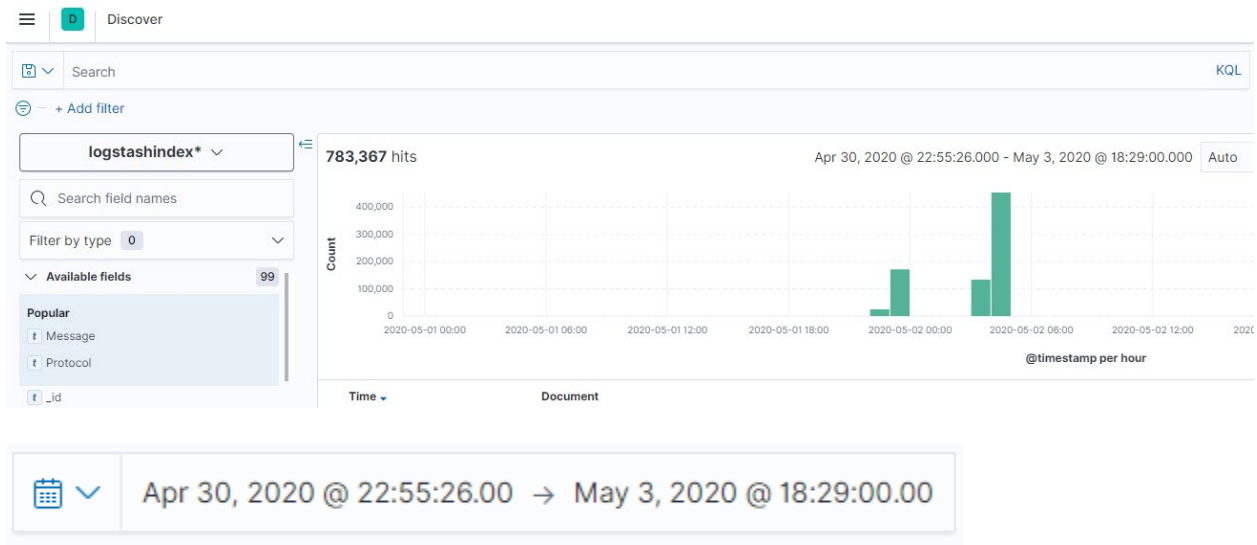 D Discover
Search KQL
+ Add filter
logstashindex*
783,367 hits Apr 30, 2020 @ 22:55:26.000 - May 3, 2020 @ 18:29:00.000 Auto
Search field names
Filter by type 0
Available fields 99
Popular
t Message
t Protocol
t _id
Count
400,000
300,000
200,000
100,000
0
2020-05-01 00:00 2020-05-01 06:00 2020-05-01 12:00 2020-05-01 18:00 2020-05-02 00:00 2020-05-02 06:00 2020-05-02 12:00 2020
@timestamp per hour
Time Document
Apr 30, 2020 @ 22:55:26.00 → May 3, 2020 @ 18:29:00.00